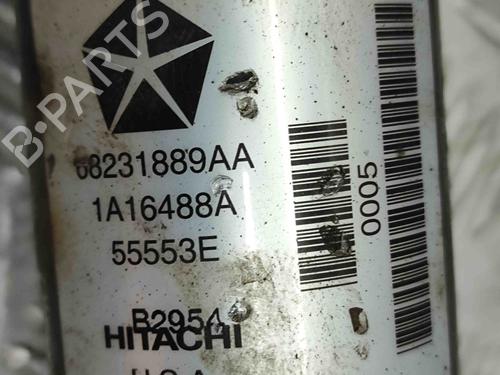 B-PARTS
68231889AA
1A16488A
55553E
B2954
HITACHI
U.S.A.
0005